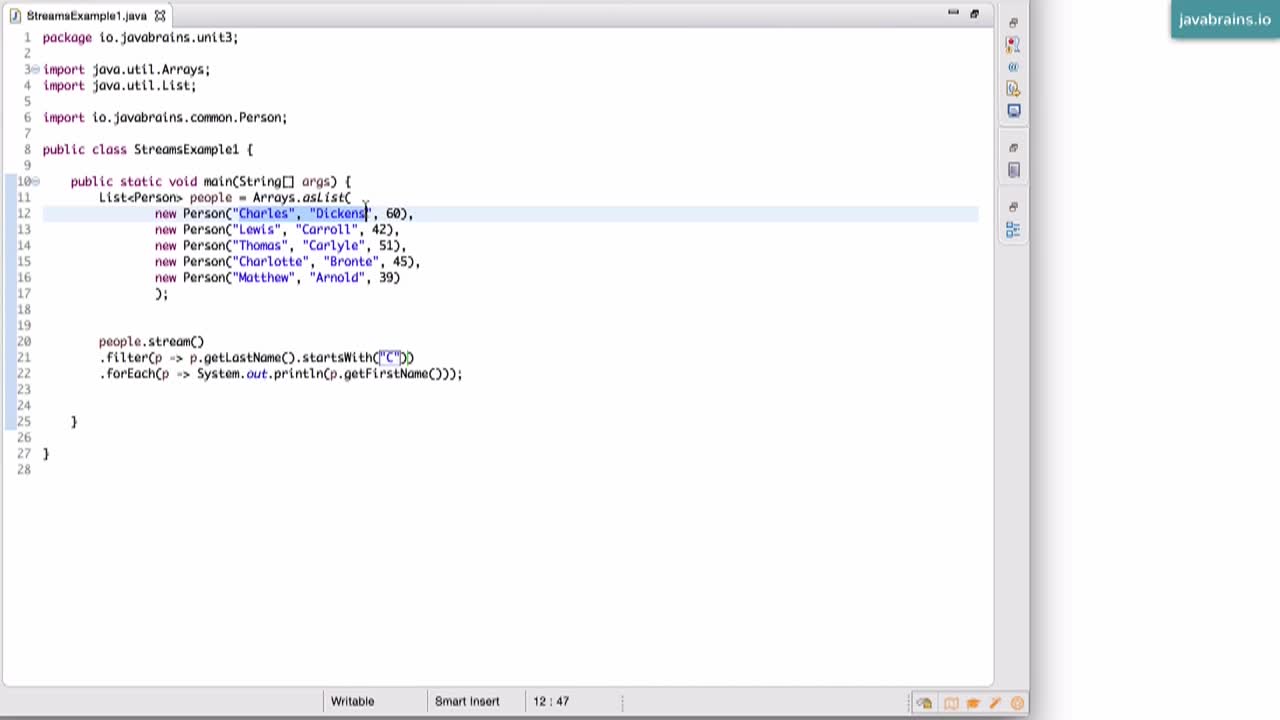 StreamsExample1.java
javabrains.io
1 package io.javabrains.unit3;
2
3 import java.util.Arrays;
4 import java.util.List;
5
6 import io.javabrains.common.Person;
7
8 public class StreamsExample1 {
9
10 public static void main(String[] args) {
11 List<Person> people = Arrays.asList(
12 new Person("Charles", "Dickens", 60),
13 new Person("Lewis", "Carroll", 42),
14 new Person("Thomas", "Carlyle", 51),
15 new Person("Charlotte", "Bronte", 45),
16 new Person("Matthew", "Arnold", 39)
17 );
18
19
20 people.stream()
21 .filter(p -> p.getLastName().startsWith("C"))
22 .forEach(p -> System.out.println(p.getFirstName()));
23
24
25 }
26
27 }
28
Writable Smart Insert 12 : 47